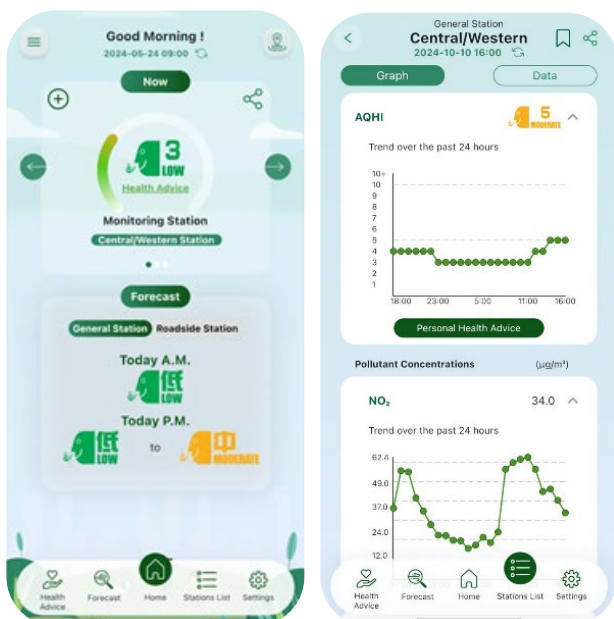 Good Morning !
2024-05-24 09:00
Now
3
LOW
Health Advice
Monitoring Station
Central/Western Station
Forecast
General Station Roadside Station
Today A.M.
低
LOW
Today P.M.
低
LOW
to
中
MODERATE
Health Advice
Forecast
Home
Stations List
Settings
General Station
Central/Western
2024-10-10 16:00
Graph
Data
AQHI
5
MODERATE
Trend over the past 24 hours
10+
10
9
8
7
6
5
4
3
2
1
18:00 23:00 5:00 11:00 16:00
Personal Health Advice
Pollutant Concentrations (µg/m³)
NO₂ 34.0
Trend over the past 24 hours
62.4
49.0
37.0
24.0
12.0
Health Advice
Forecast
Home
Stations List
Settings